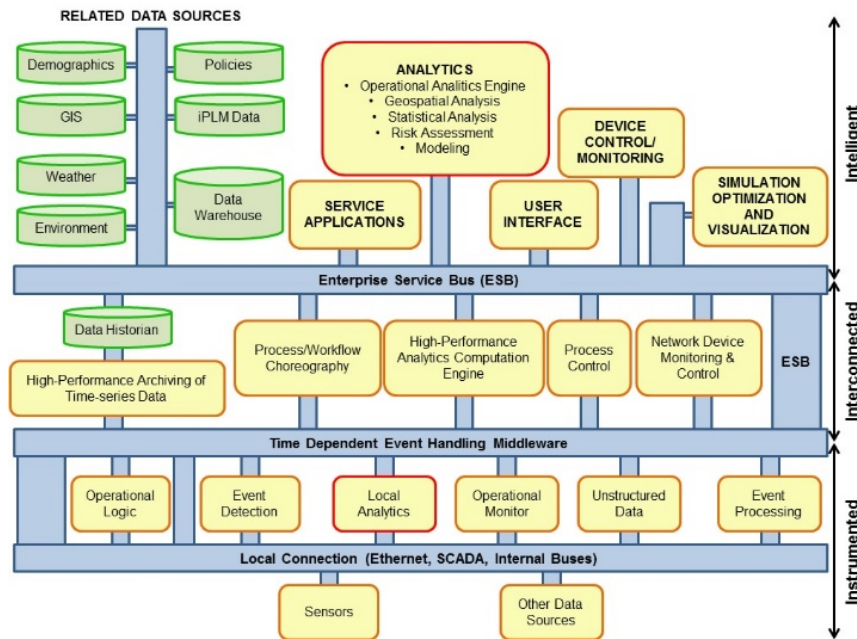 RELATED DATA SOURCES
Demographics
Policies
GIS
iPLM Data
Weather
Data
Warehouse
Environment
ANALYTICS
• Operational Analitics Engine
• Geospatial Analysis
• Statistical Analysis
• Risk Assessment
• Modeling
SERVICE
APPLICATIONS
USER
INTERFACE
DEVICE
CONTROL/
MONITORING
SIMULATION
OPTIMIZATION
AND
VISUALIZATION
Intelligent
Enterprise Service Bus (ESB)
Data Historian
High-Performance Archiving of
Time-series Data
Process/Workflow
Choreography
High-Performance
Analytics Computation
Engine
Process
Control
Network Device
Monitoring &
Control
ESB
Interconnected
Time Dependent Event Handling Middleware
Operational
Logic
Event
Detection
Local
Analytics
Operational
Monitor
Unstructured
Data
Event
Processing
Instrumented
Local Connection (Ethernet, SCADA, Internal Buses)
Sensors
Other Data
Sources